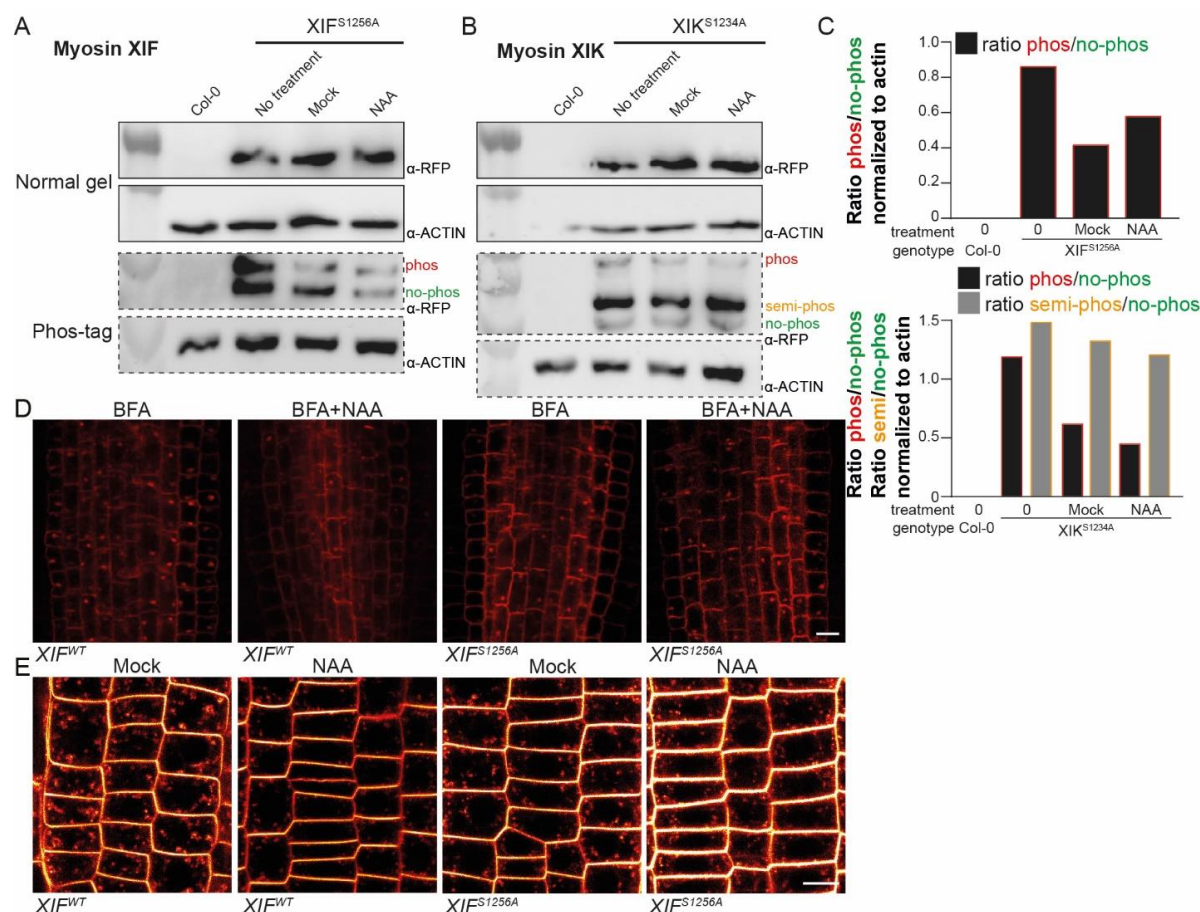 A
Myosin XIF
XIF^S1256A
Col-0
No treatment
Mock
NAA
Normal gel
α-RFP
α-ACTIN
phos
no-phos
α-RFP
Phos-tag
α-ACTIN
B
Myosin XIK
XIK^S1234A
Col-0
No treatment
Mock
NAA
α-RFP
α-ACTIN
phos
semi-phos
no-phos
α-RFP
α-ACTIN
C
ratio phos/no-phos
Ratio phos/no-phos
normalized to actin
1.0
0.8
0.6
0.4
0.2
0
treatment 0 0 Mock NAA
genotype Col-0 XIF^S1256A
ratio phos/no-phos
ratio semi-phos/no-phos
Ratio phos/no-phos
Ratio semi/no-phos
normalized to actin
1.5
1.0
0.5
0
treatment 0 0 Mock NAA
genotype Col-0 XIK^S1234A
D
BFA BFA+NAA BFA BFA+NAA
XIF^WT XIF^WT XIF^S1256A XIF^S1256A
E
Mock NAA Mock NAA
XIF^WT XIF^WT XIF^S1256A XIF^S1256A